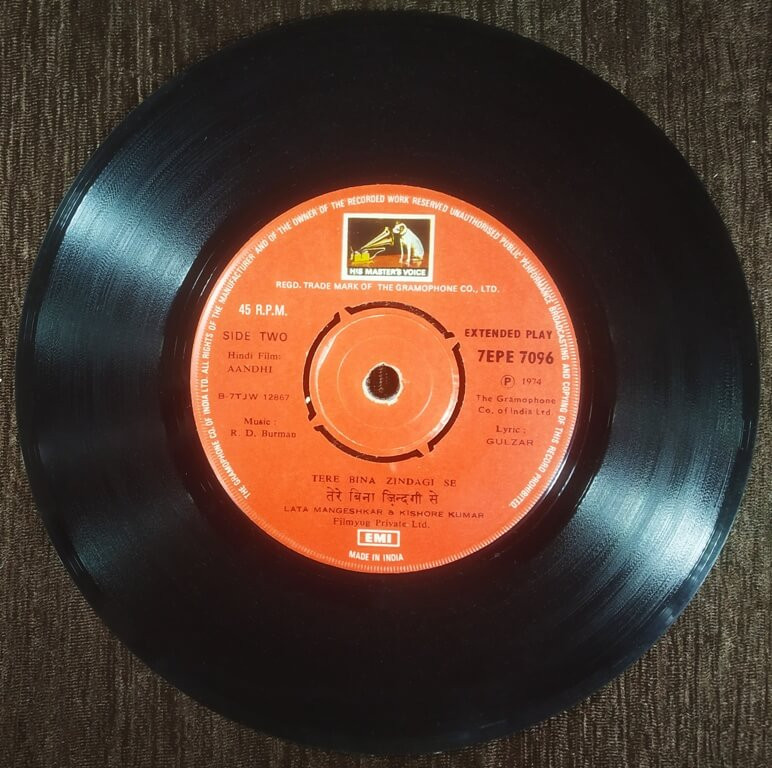 THE GRAMOPHONE CO. OF INDIA LTD. ALL RIGHTS OF THE MANUFACTURER AND OF THE OWNER OF THE RECORDED WORK RESERVED UNAUTHORISED PUBLIC PERFORMANCE BROADCASTING AND COPYING OF THIS RECORD PROHIBITED
HIS MASTER'S VOICE
REGD. TRADE MARK OF THE GRAMOPHONE CO., LTD.
45 R.P.M.
SIDE TWO
Hindi Film:
AANDHI
B-7TJW 12867
Music :
R. D. Burman
EXTENDED PLAY
7EPE 7096
Ⓟ 1974
The Gramophone
Co. of India Ltd.
Lyric :
GULZAR
TERE BINA ZINDAGI SE
तेरे बिना ज़िन्दगी से
LATA MANGESHKAR & KISHORE KUMAR
Filmyug Private Ltd.
EMI
MADE IN INDIA